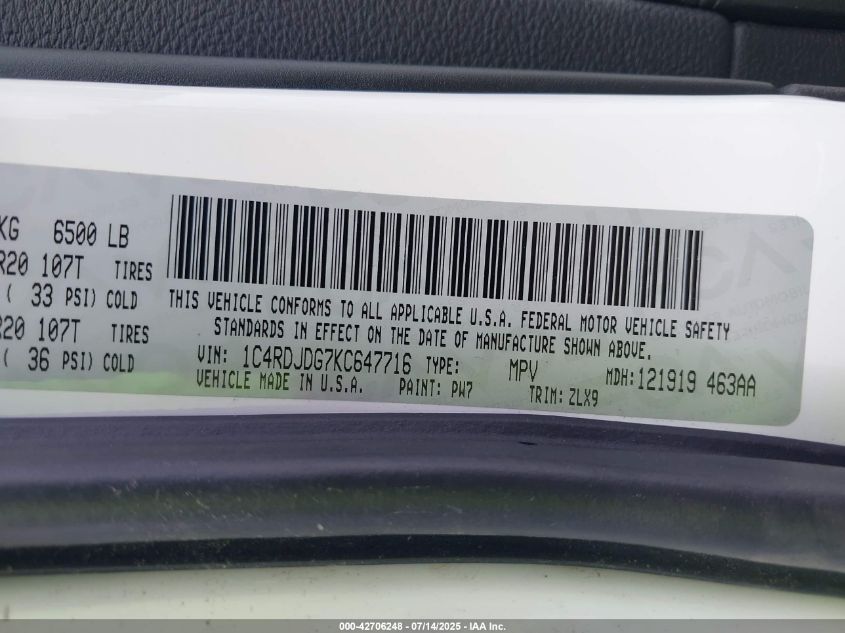 KG 6500 LB
R20 107T TIRES
( 33 PSI) COLD
R20 107T TIRES
( 36 PSI) COLD
THIS VEHICLE CONFORMS TO ALL APPLICABLE U.S.A. FEDERAL MOTOR VEHICLE SAFETY
STANDARDS IN EFFECT ON THE DATE OF MANUFACTURE SHOWN ABOVE.
VIN: 1C4RDJDG7KC647716 TYPE: MPV MDH:121919 463AA
VEHICLE MADE IN U.S.A. PAINT: PW7 TRIM: ZLX9
000-42706248 - 07/14/2025 - IAA Inc.